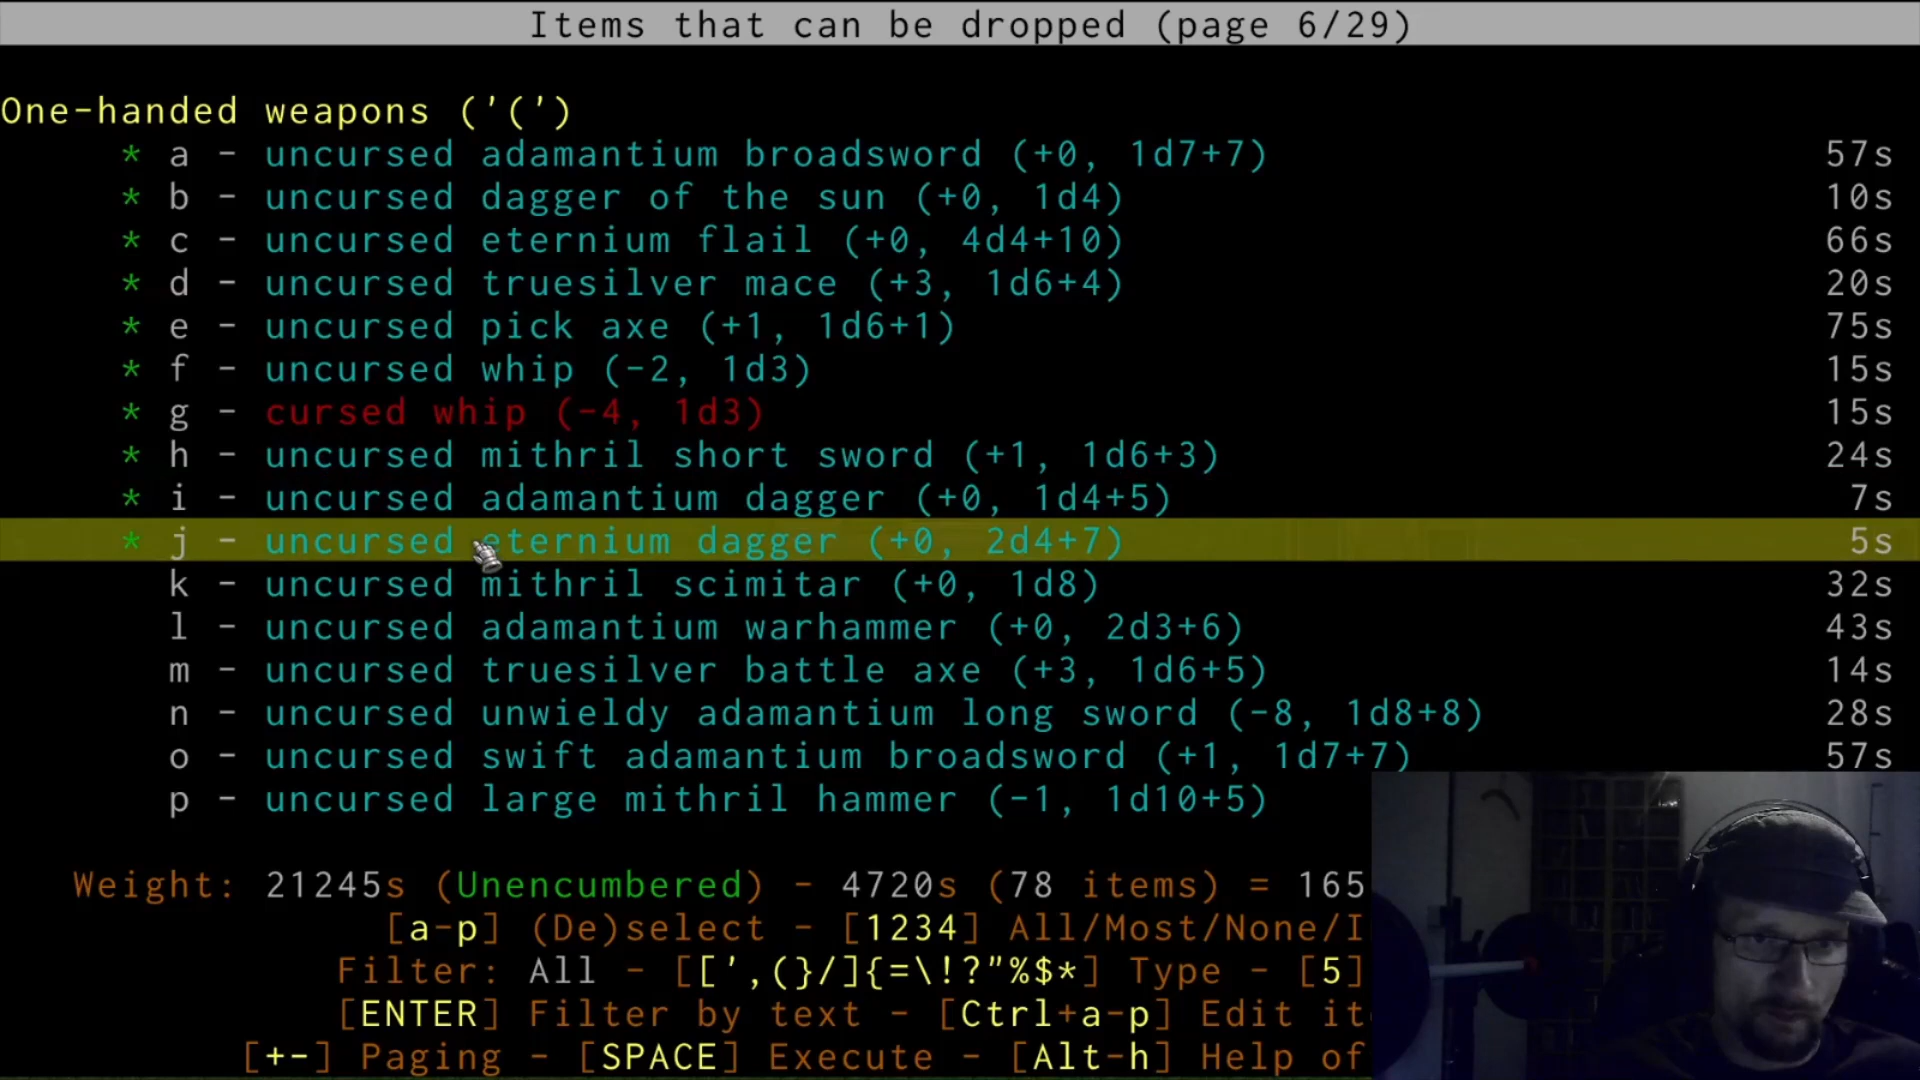 Items that can be dropped (page 6/29)
One-handed weapons ('(')
* a - uncursed adamantium broadsword (+0, 1d7+7) 57s
* b - uncursed dagger of the sun (+0, 1d4) 10s
* c - uncursed eternium flail (+0, 4d4+10) 66s
* d - uncursed truesilver mace (+3, 1d6+4) 20s
* e - uncursed pick axe (+1, 1d6+1) 75s
* f - uncursed whip (-2, 1d3) 15s
* g - cursed whip (-4, 1d3) 15s
* h - uncursed mithril short sword (+1, 1d6+3) 24s
* i - uncursed adamantium dagger (+0, 1d4+5) 7s
* j - uncursed eternium dagger (+0, 2d4+7) 5s
k - uncursed mithril scimitar (+0, 1d8) 32s
l - uncursed adamantium warhammer (+0, 2d3+6) 43s
m - uncursed truesilver battle axe (+3, 1d6+5) 14s
n - uncursed unwieldy adamantium long sword (-8, 1d8+8) 28s
o - uncursed swift adamantium broadsword (+1, 1d7+7) 57s
p - uncursed large mithril hammer (-1, 1d10+5)
Weight: 21245s (Unencumbered) - 4720s (78 items) = 165
[a-p] (De)select - [1234] All/Most/None/I
Filter: All - [[',(}/]{=\!?"%$*] Type - [5]
[ENTER] Filter by text - [Ctrl+a-p] Edit it
[+-] Paging - [SPACE] Execute - [Alt-h] Help of